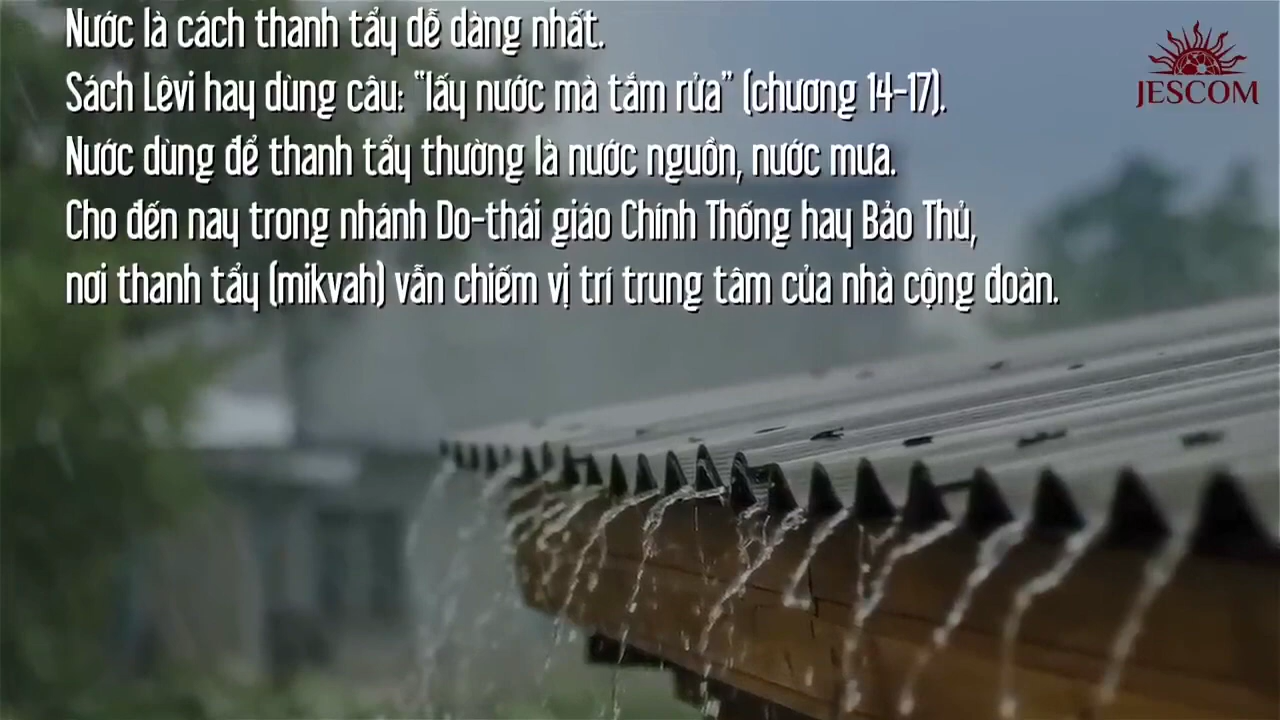 Nước là cách thanh tẩy dễ dàng nhất.
Sách Lêvi hay dùng câu: "lấy nước mà tắm rửa" (chương 14-17).
Nước dùng để thanh tẩy thường là nước nguồn, nước mưa.
Cho đến nay trong nhánh Do-thái giáo Chính Thống hay Bảo Thủ,
nơi thanh tẩy (mikvah) vẫn chiếm vị trí trung tâm của nhà cộng đoàn.
JESCOM